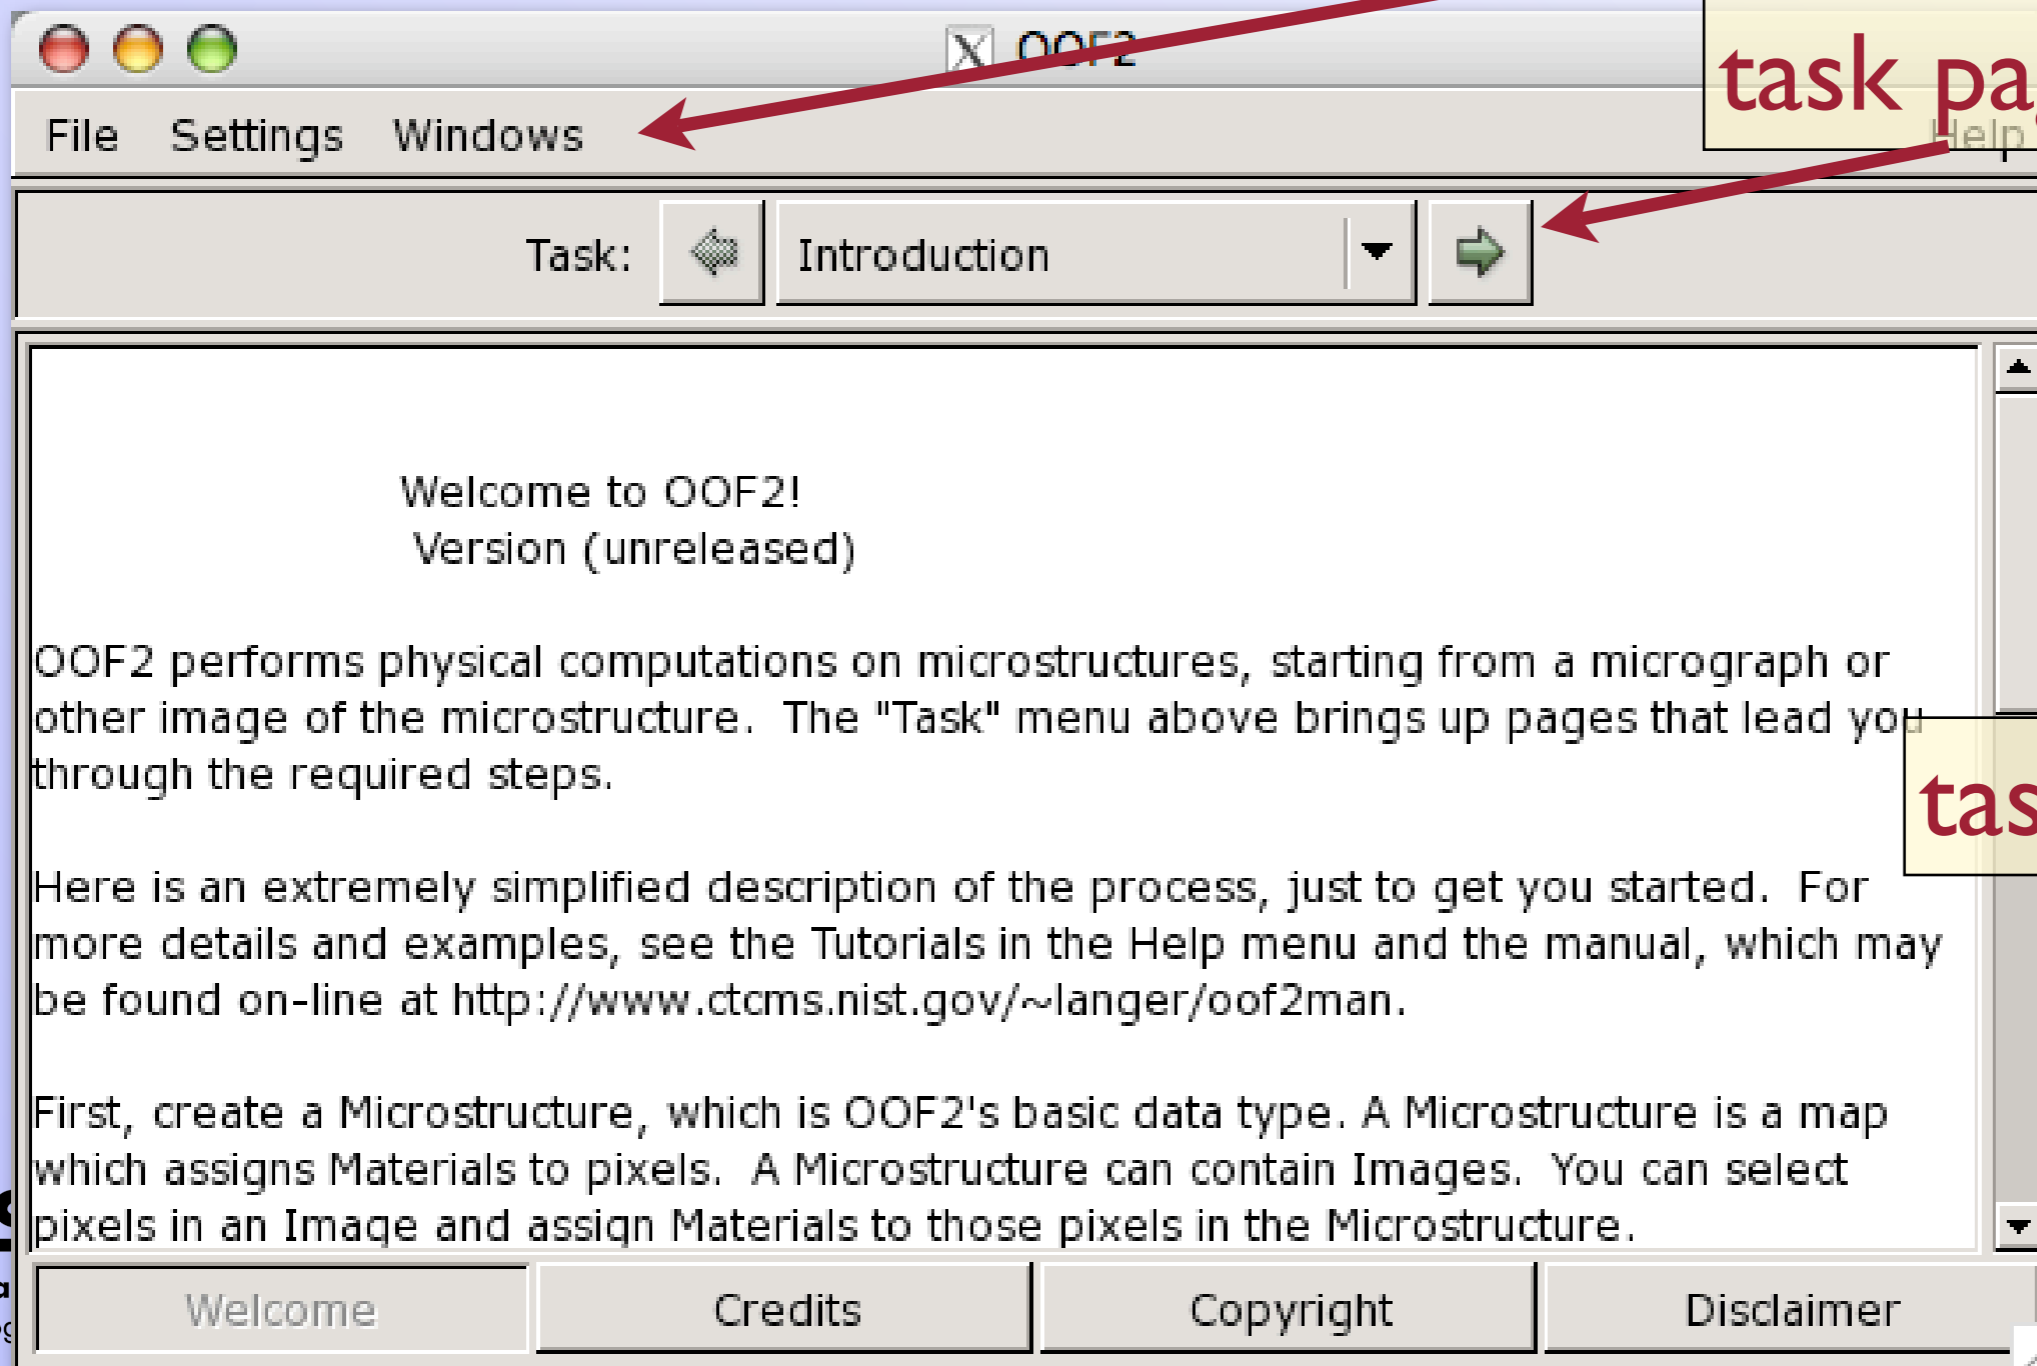 OOF2
task pa
File Settings Windows Help
Task: Introduction
Welcome to OOF2!
Version (unreleased)
OOF2 performs physical computations on microstructures, starting from a micrograph or
other image of the microstructure. The "Task" menu above brings up pages that lead you
through the required steps.
tas
Here is an extremely simplified description of the process, just to get you started. For
more details and examples, see the Tutorials in the Help menu and the manual, which may
be found on-line at http://www.ctcms.nist.gov/~langer/oof2man.
First, create a Microstructure, which is OOF2's basic data type. A Microstructure is a map
which assigns Materials to pixels. A Microstructure can contain Images. You can select
pixels in an Image and assign Materials to those pixels in the Microstructure.
Welcome Credits Copyright Disclaimer